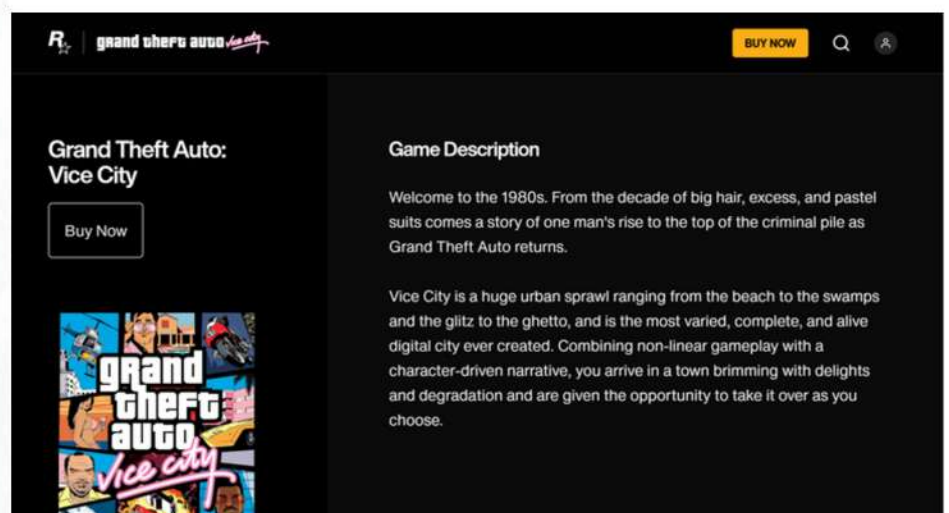 R
grand theft auto vice city
BUY NOW
Grand Theft Auto:
Vice City
Buy Now
grand
theft
auto
vice city
Game Description
Welcome to the 1980s. From the decade of big hair, excess, and pastel
suits comes a story of one man's rise to the top of the criminal pile as
Grand Theft Auto returns.
Vice City is a huge urban sprawl ranging from the beach to the swamps
and the glitz to the ghetto, and is the most varied, complete, and alive
digital city ever created. Combining non-linear gameplay with a
character-driven narrative, you arrive in a town brimming with delights
and degradation and are given the opportunity to take it over as you
choose.